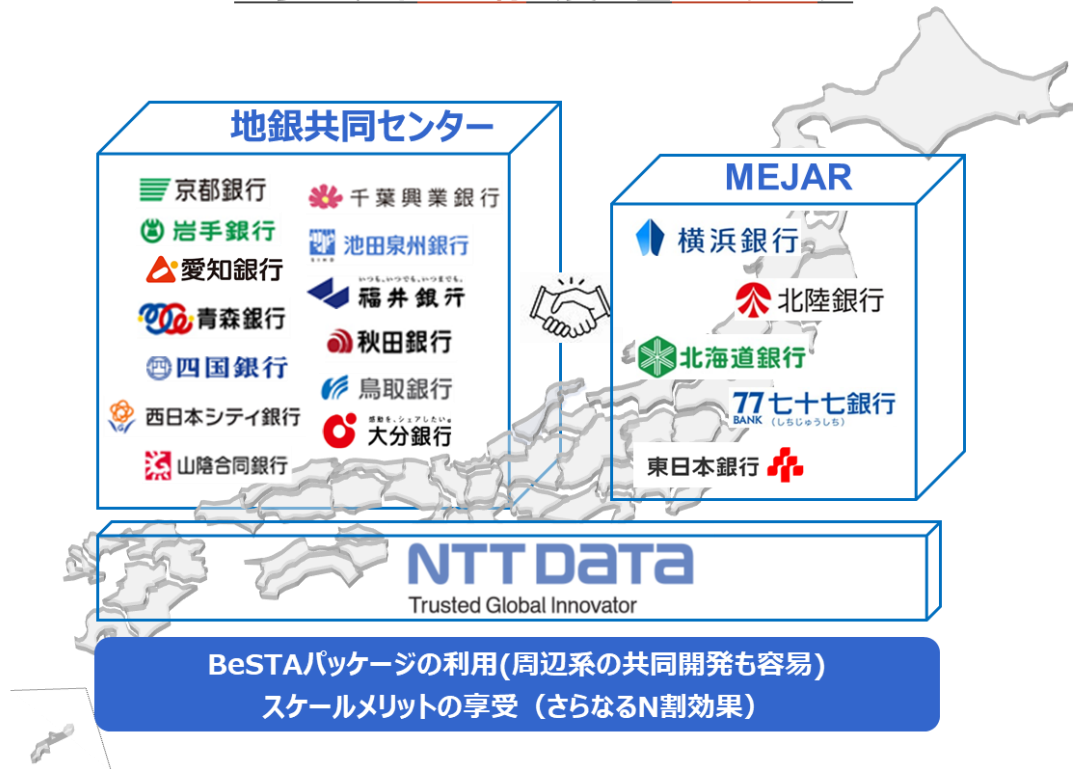 地銀共同センター
京都銀行
千葉興業銀行
岩手銀行
池田泉州銀行
愛知銀行
いつも、いつでも、いつまでも。
福井銀行
青森銀行
秋田銀行
四国銀行
鳥取銀行
西日本シティ銀行
感動を、シェアしたい。
大分銀行
山陰合同銀行
MEJAR
横浜銀行
北陸銀行
北海道銀行
77 七十七銀行
BANK (しちじゅうしち)
東日本銀行
NTT DATA
Trusted Global Innovator
BeSTAパッケージの利用(周辺系の共同開発も容易)
スケールメリットの享受（さらなるN割効果）